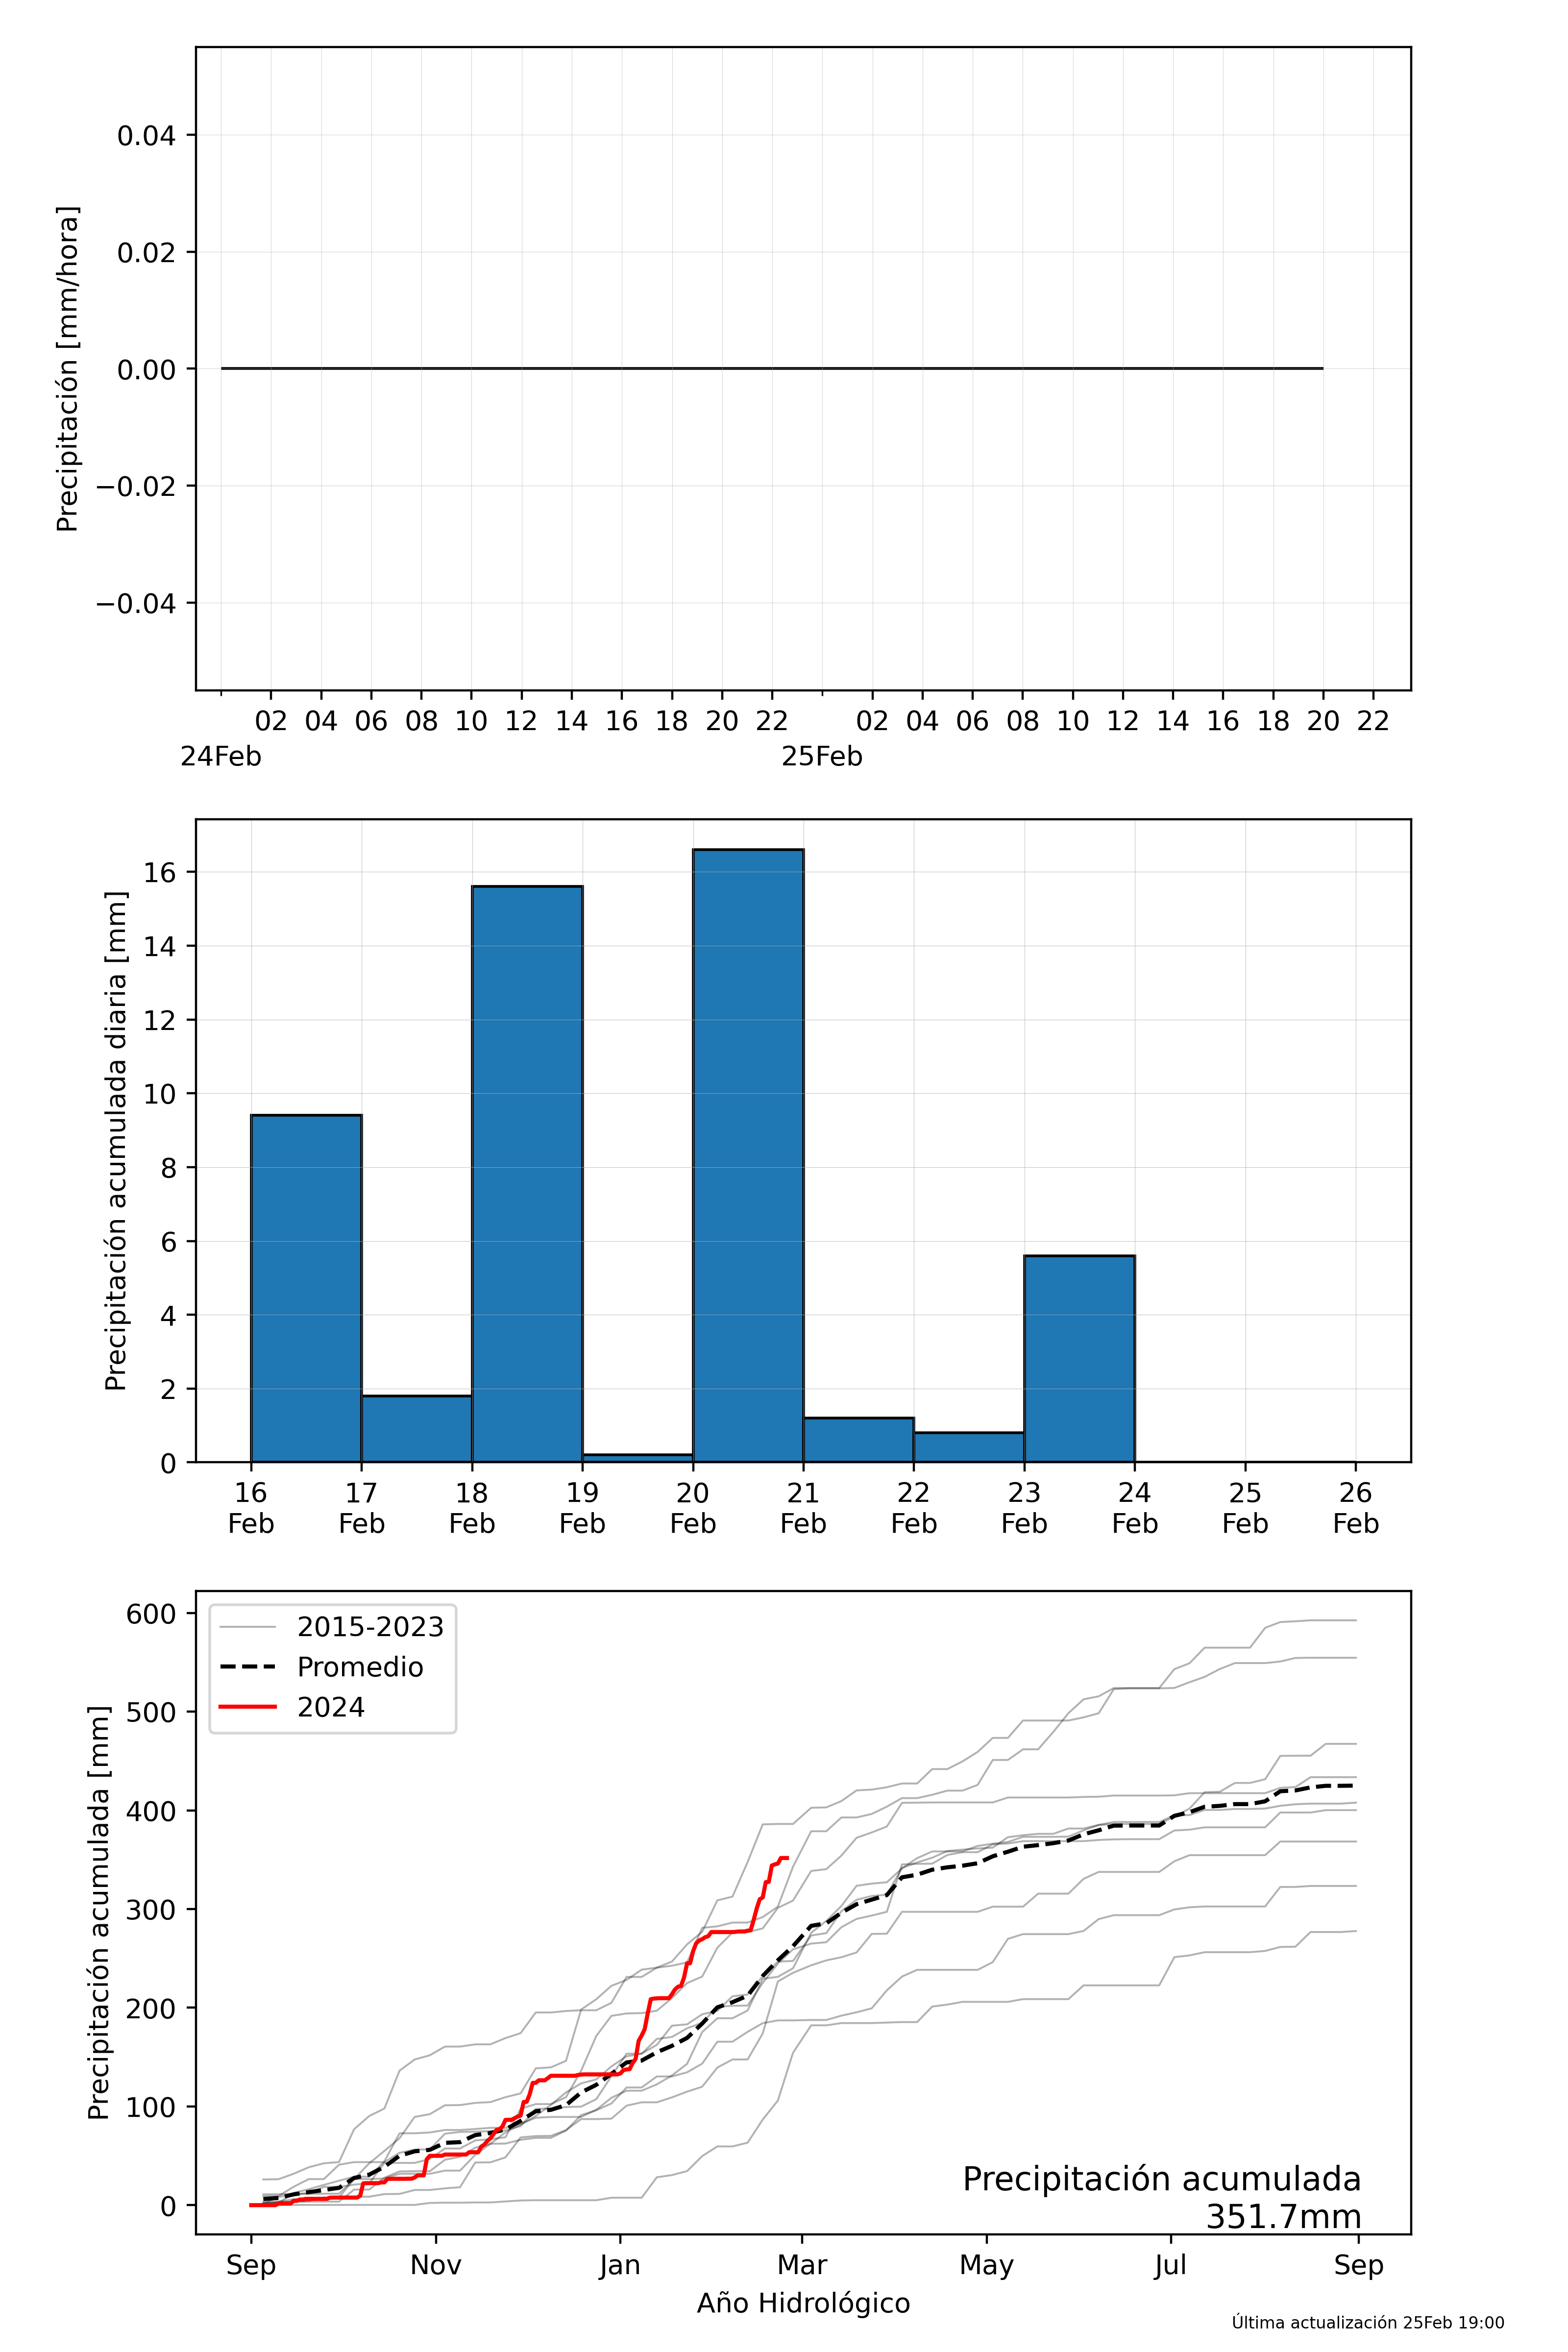 Precipitación [mm/hora]
0.04
0.02
0.00
−0.02
−0.04
02 04 06 08 10 12 14 16 18 20 22 02 04 06 08 10 12 14 16 18 20 22
24Feb 25Feb
Precipitación acumulada diaria [mm]
16
14
12
10
8
6
4
2
0
16 17 18 19 20 21 22 23 24 25 26
Feb Feb Feb Feb Feb Feb Feb Feb Feb Feb Feb
Precipitación acumulada [mm]
600
500
400
300
200
100
0
2015-2023
Promedio
2024
Precipitación acumulada
351.7mm
Sep Nov Jan Mar May Jul Sep
Año Hidrológico
Última actualización 25Feb 19:00